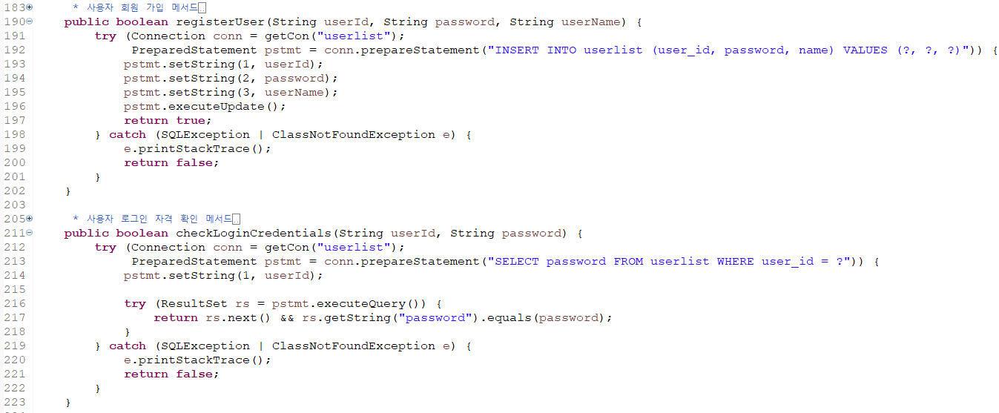 183 * 사용자 회원 가입 메서드..
190 public boolean registerUser(String userId, String password, String userName) {
191 try (Connection conn = getCon("userlist");
192 PreparedStatement pstmt = conn.prepareStatement("INSERT INTO userlist (user_id, password, name) VALUES (?, ?, ?)")) {
193 pstmt.setString(1, userId);
194 pstmt.setString(2, password);
195 pstmt.setString(3, userName);
196 pstmt.executeUpdate();
197 return true;
198 } catch (SQLException | ClassNotFoundException e) {
199 e.printStackTrace();
200 return false;
201 }
202 }
203
205 * 사용자 로그인 자격 확인 메서드..
211 public boolean checkLoginCredentials(String userId, String password) {
212 try (Connection conn = getCon("userlist");
213 PreparedStatement pstmt = conn.prepareStatement("SELECT password FROM userlist WHERE user_id = ?")) {
214 pstmt.setString(1, userId);
215
216 try (ResultSet rs = pstmt.executeQuery()) {
217 return rs.next() && rs.getString("password").equals(password);
218 }
219 } catch (SQLException | ClassNotFoundException e) {
220 e.printStackTrace();
221 return false;
222 }
223 }